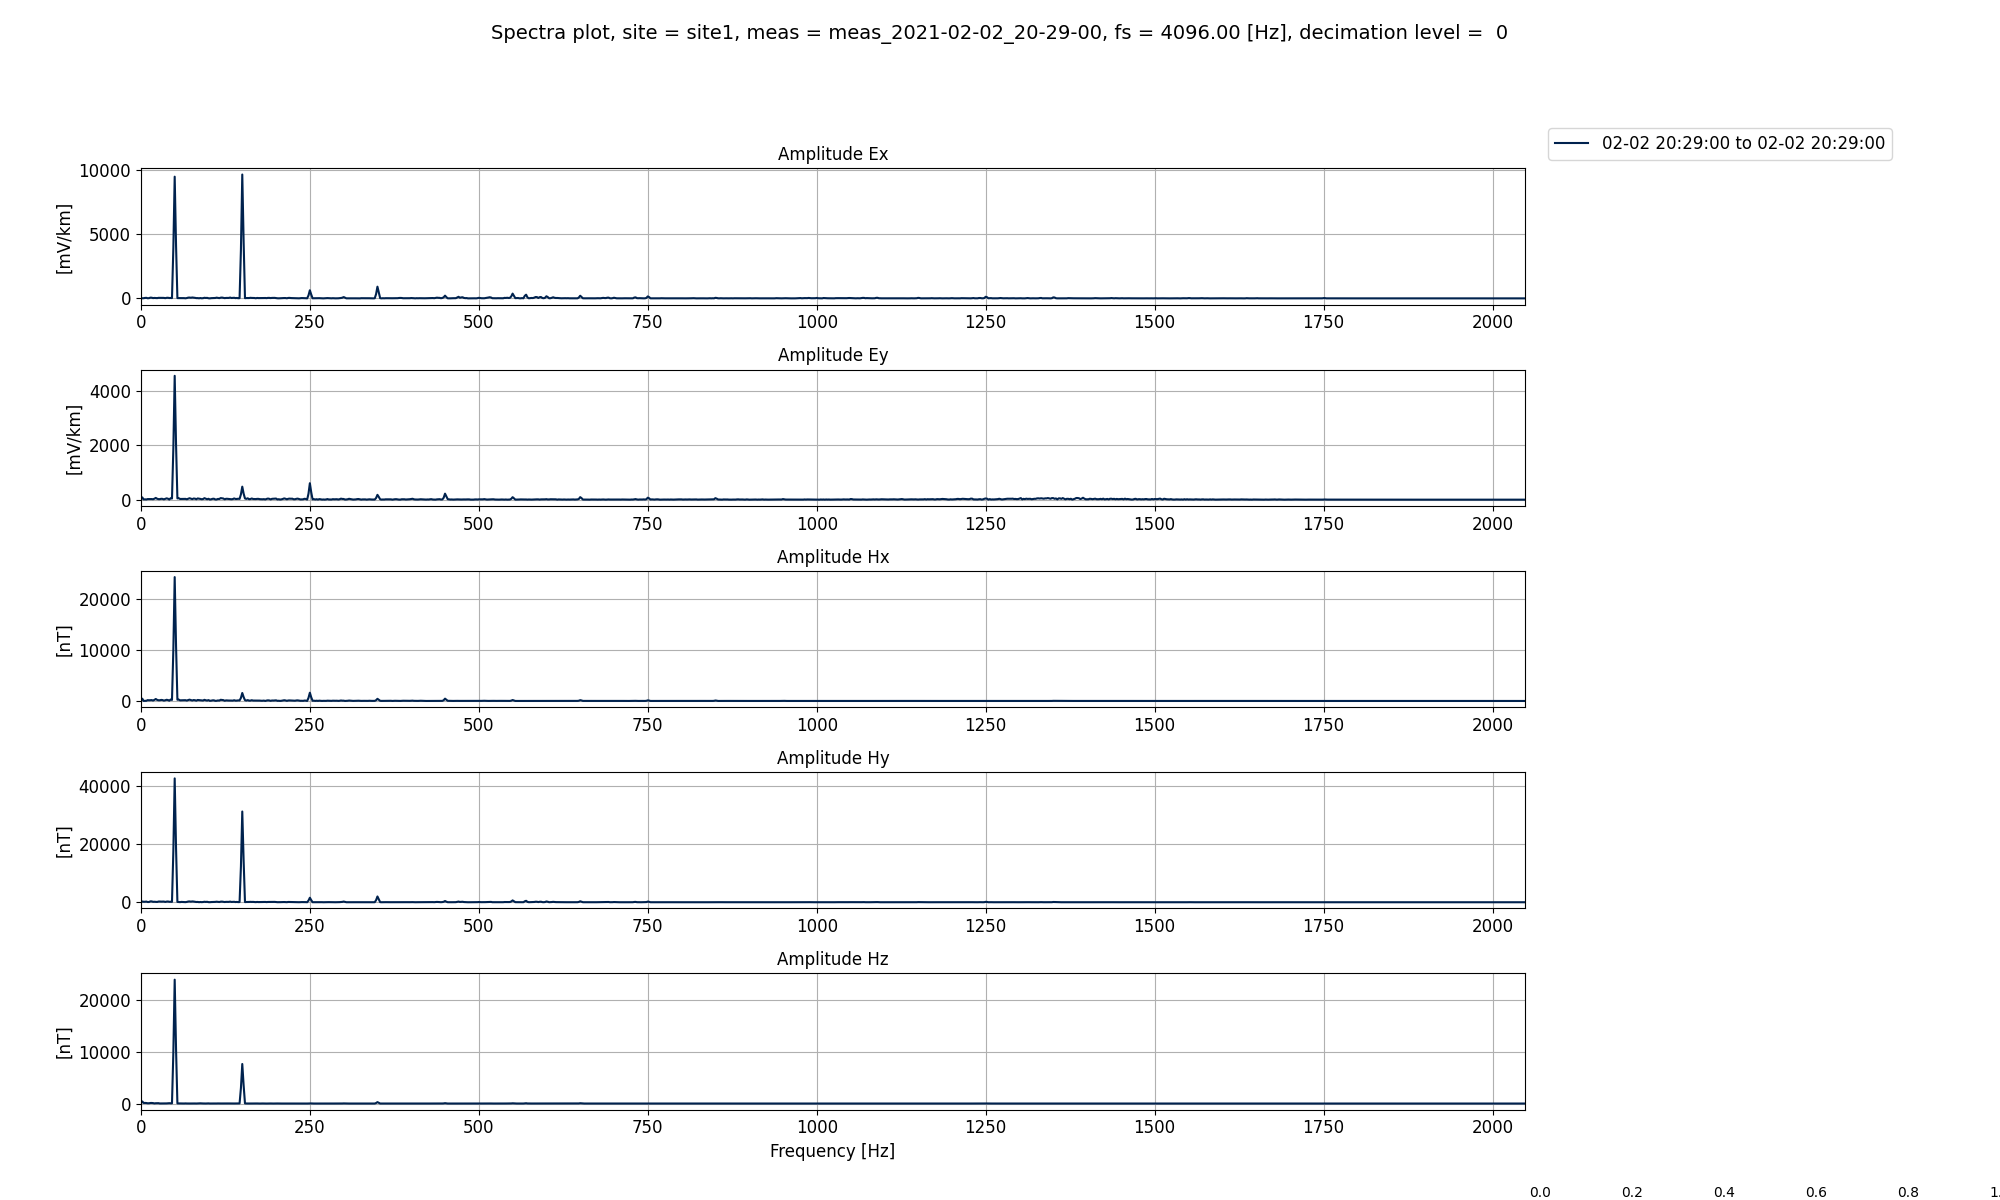 Spectra plot, site = site1, meas = meas_2021-02-02_20-29-00, fs = 4096.00 [Hz], decimation level =  0
02-02 20:29:00 to 02-02 20:29:00
Amplitude Ex
[mV/km]
10000
5000
0
0 250 500 750 1000 1250 1500 1750 2000
Amplitude Ey
[mV/km]
4000
2000
0
0 250 500 750 1000 1250 1500 1750 2000
Amplitude Hx
[nT]
20000
10000
0
0 250 500 750 1000 1250 1500 1750 2000
Amplitude Hy
[nT]
40000
20000
0
0 250 500 750 1000 1250 1500 1750 2000
Amplitude Hz
[nT]
20000
10000
0
0 250 500 750 1000 1250 1500 1750 2000
Frequency [Hz]
0.0 0.2 0.4 0.6 0.8